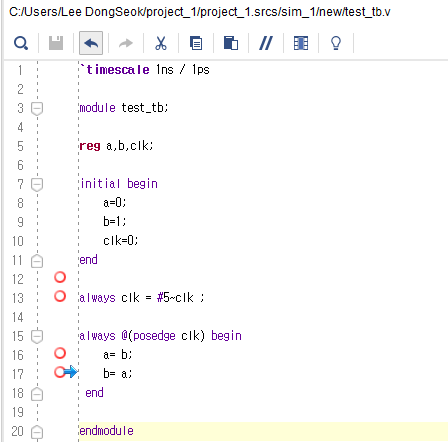 C:/Users/Lee DongSeok/project_1/project_1.srcs/sim_1/new/test_tb.v
1 `timescale 1ns / 1ps
2
3 module test_tb;
4
5 reg a,b,clk;
6
7 initial begin
8 a=0;
9 b=1;
10 clk=0;
11 end
12
13 always clk = #5~clk ;
14
15 always @(posedge clk) begin
16 a= b;
17 b= a;
18 end
19
20 endmodule